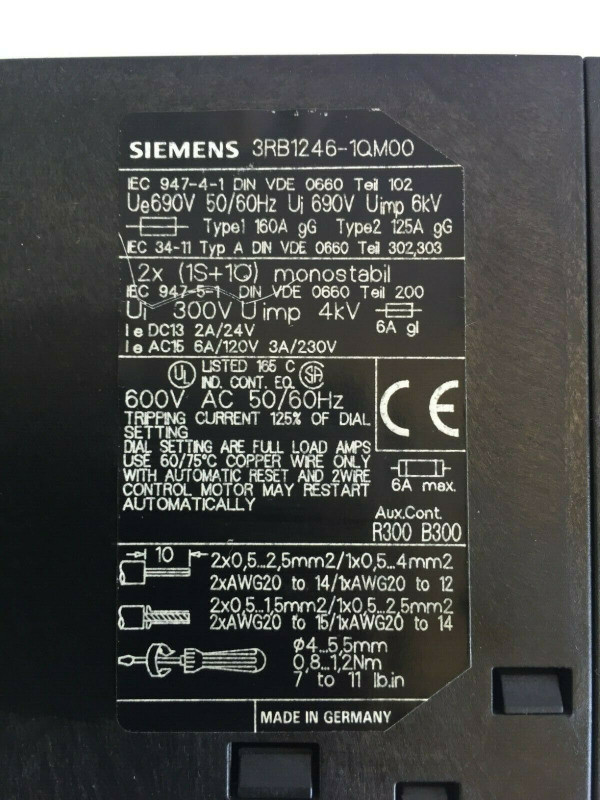 SIEMENS 3RB1246-1QM00
IEC 947-4-1 DIN VDE 0660 Teil 102
Ue690V 50/60Hz Ui 690V Uimp 6kV
Type1 160A gG Type2 125A gG
IEC 34-11 Typ A DIN VDE 0660 Teil 302,303
2x (1S+1Ö) monostabil
IEC 947-5-1 DIN VDE 0660 Teil 200
Ui 300V Uimp 4kV
6A gl
Ie DC13 2A/24V
Ie AC15 6A/120V 3A/230V
UL LISTED 165 C SA
IND. CONT. EQ.
600V AC 50/60Hz
TRIPPING CURRENT 125% OF DIAL
SETTING
DIAL SETTING ARE FULL LOAD AMPS
USE 60/75°C COPPER WIRE ONLY
WITH AUTOMATIC RESET AND 2WIRE
CONTROL MOTOR MAY RESTART
AUTOMATICALLY
CE
6A max.
Aux.Cont.
R300 B300
10
2x0,5...2,5mm2/1x0,5...4mm2
2xAWG20 to 14/1xAWG20 to 12
2x0,5...1,5mm2/1x0,5...2,5mm2
2xAWG20 to 15/1xAWG20 to 14
ø4...5,5mm
0,8...1,2Nm
7 to 11 lb.in
MADE IN GERMANY